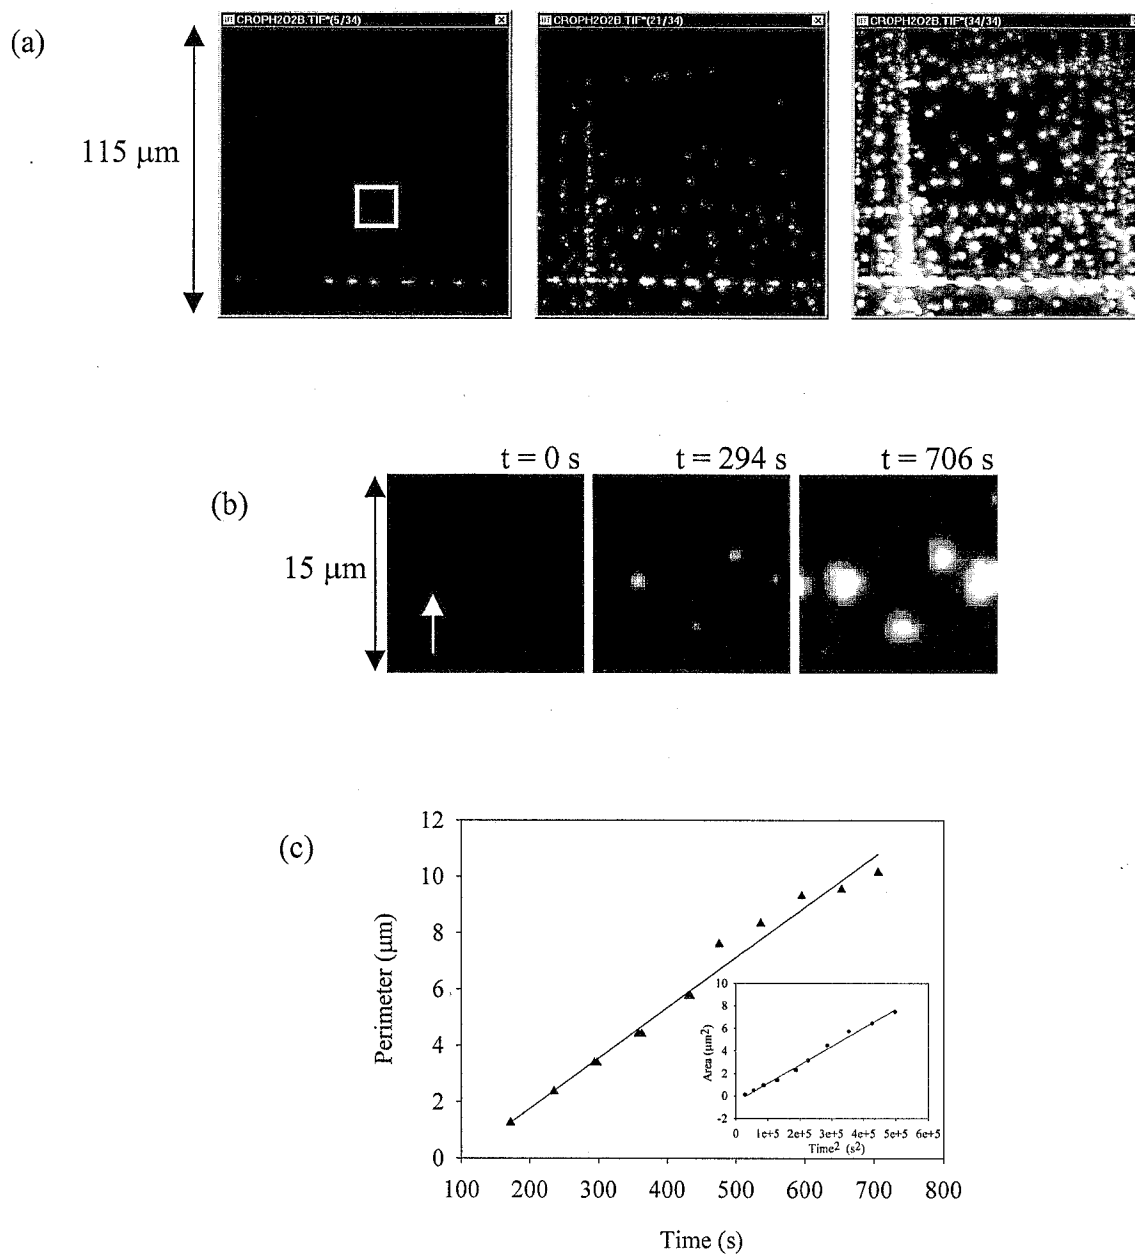 (a)
CROPH2O2B.TIF*(5/34)
CROPH2O2B.TIF*(21/34)
CROPH2O2B.TIF*(34/34)
115 μm
(b)
t = 0 s
t = 294 s
t = 706 s
15 μm
(c)
Perimeter (μm)
12
10
8
6
4
2
0
100 200 300 400 500 600 700 800
Time (s)
Area (μm²)
10
8
6
4
2
0
-2
0 1e+5 2e+5 3e+5 4e+5 5e+5 6e+5
Time² (s²)